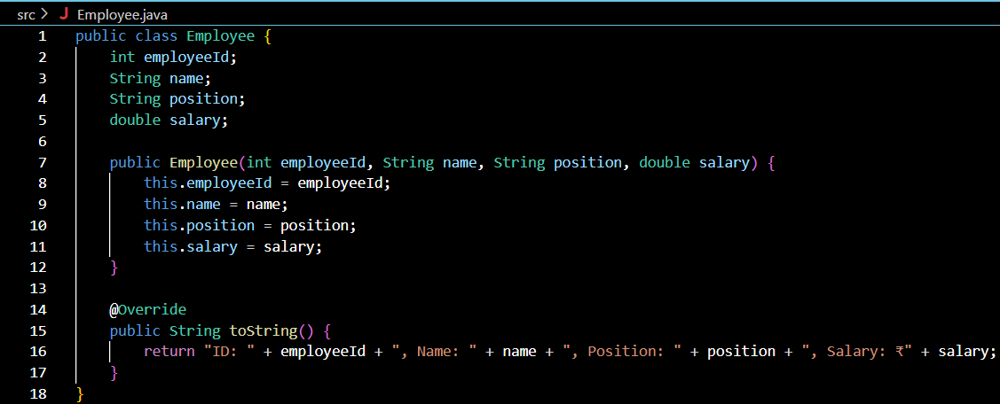 src > J Employee.java
1 public class Employee {
2     int employeeId;
3     String name;
4     String position;
5     double salary;
6
7     public Employee(int employeeId, String name, String position, double salary) {
8         this.employeeId = employeeId;
9         this.name = name;
10         this.position = position;
11         this.salary = salary;
12     }
13
14     @Override
15     public String toString() {
16         return "ID: " + employeeId + ", Name: " + name + ", Position: " + position + ", Salary: ₹" + salary;
17     }
18 }